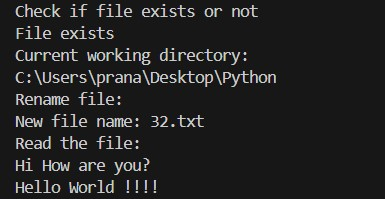 Check if file exists or not
File exists
Current working directory:
C:\Users\prana\Desktop\Python
Rename file:
New file name: 32.txt
Read the file:
Hi How are you?
Hello World !!!!